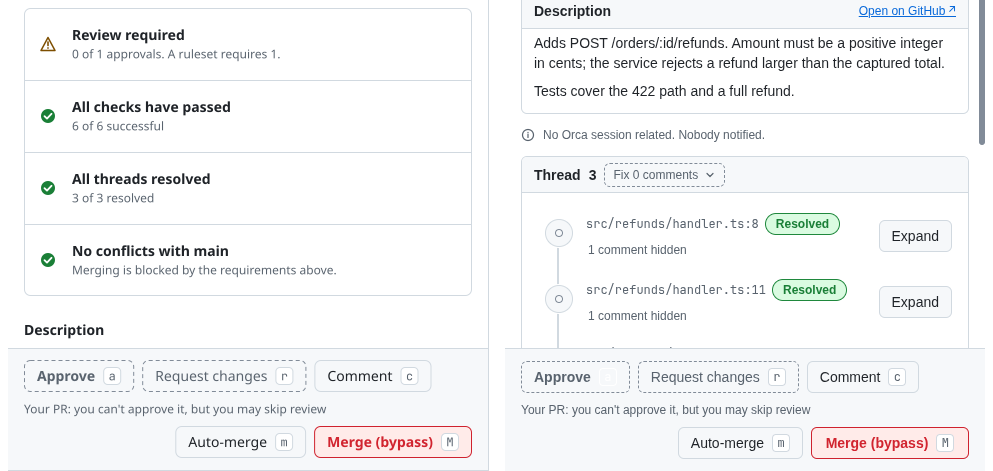 Review required
0 of 1 approvals. A ruleset requires 1.
All checks have passed
6 of 6 successful
All threads resolved
3 of 3 resolved
No conflicts with main
Merging is blocked by the requirements above.
Description
Approve a
Request changes r
Comment c
Your PR: you can't approve it, but you may skip review
Auto-merge m
Merge (bypass) M
Description
Open on GitHub
Adds POST /orders/:id/refunds. Amount must be a positive integer
in cents; the service rejects a refund larger than the captured total.
Tests cover the 422 path and a full refund.
No Orca session related. Nobody notified.
Thread 3
Fix 0 comments
src/refunds/handler.ts:8 Resolved
1 comment hidden
Expand
src/refunds/handler.ts:11 Resolved
1 comment hidden
Expand
Approve
Request changes r
Comment c
Your PR: you can't approve it, but you may skip review
Auto-merge m
Merge (bypass) M